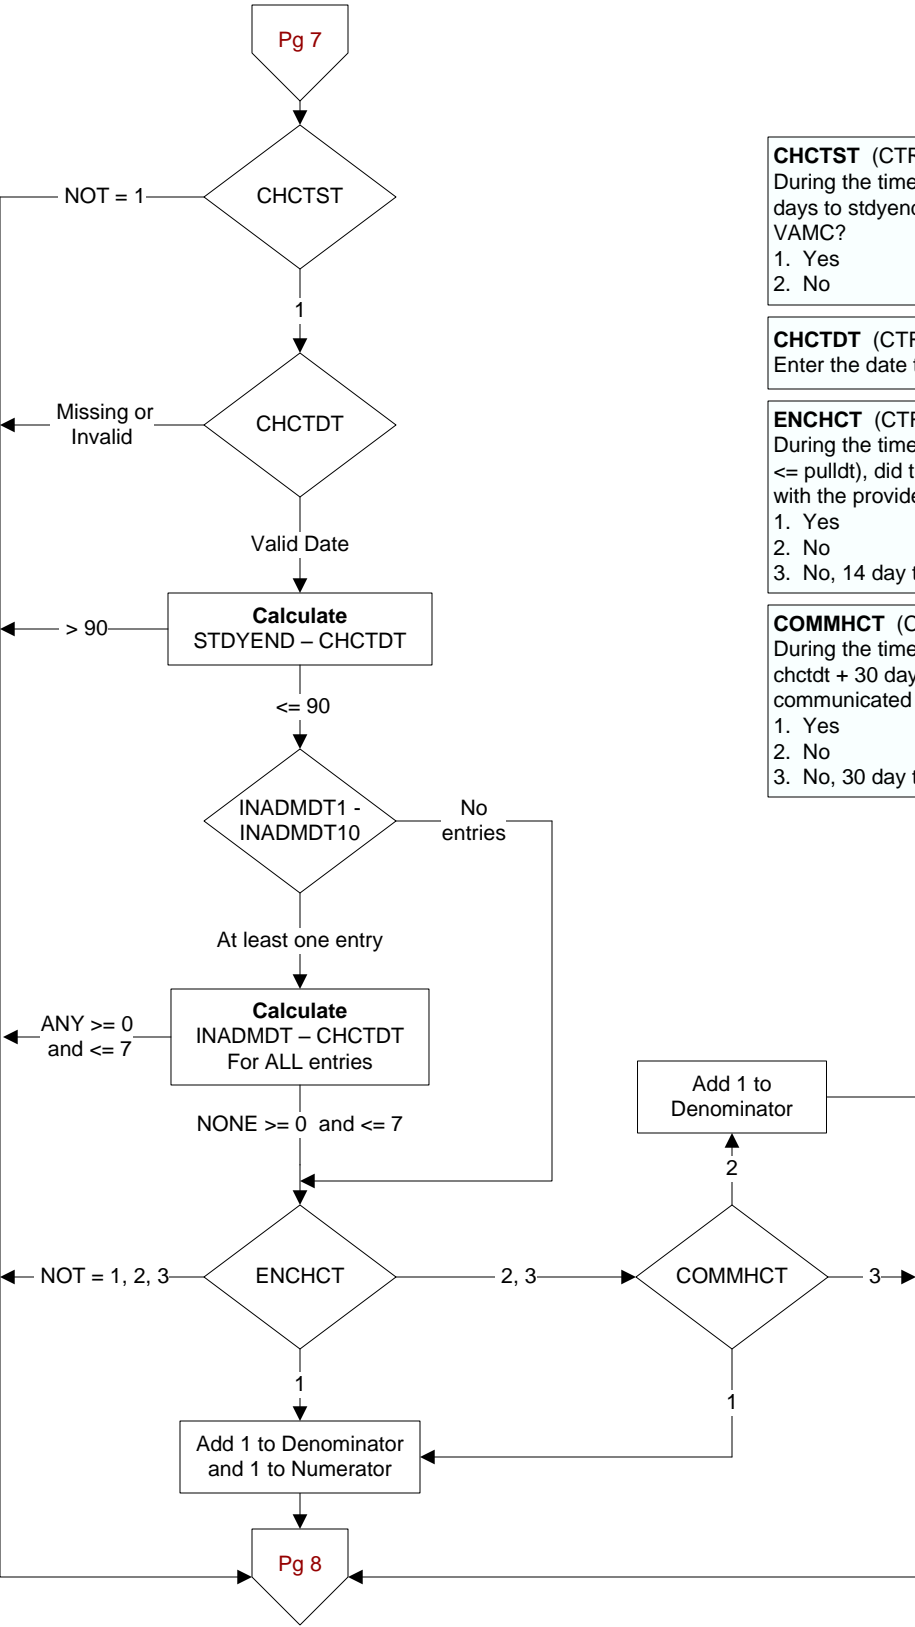 Pg 7
CHCTST
NOT = 1
1
CHCTDT
Missing or
Invalid
Valid Date
Calculate
STDYEND – CHCTDT
> 90
<= 90
INADMDT1 -
INADMDT10
No
entries
At least one entry
Calculate
INADMDT – CHCTDT
For ALL entries
ANY >= 0
and <= 7
NONE >= 0 and <= 7
ENCHCT
NOT = 1, 2, 3
2, 3
COMMHCT
3
2
Add 1 to
Denominator
1
1
Add 1 to Denominator
and 1 to Numerator
Pg 8
CHCTST (CTR
During the time
days to stdyend
VAMC?
1. Yes
2. No
CHCTDT (CTR
Enter the date
ENCHCT (CTR
During the time
<= pulldt), did
with the provide
1. Yes
2. No
3. No, 14 day
COMMHCT (C
During the time
chctdt + 30 day
communicated
1. Yes
2. No
3. No, 30 day